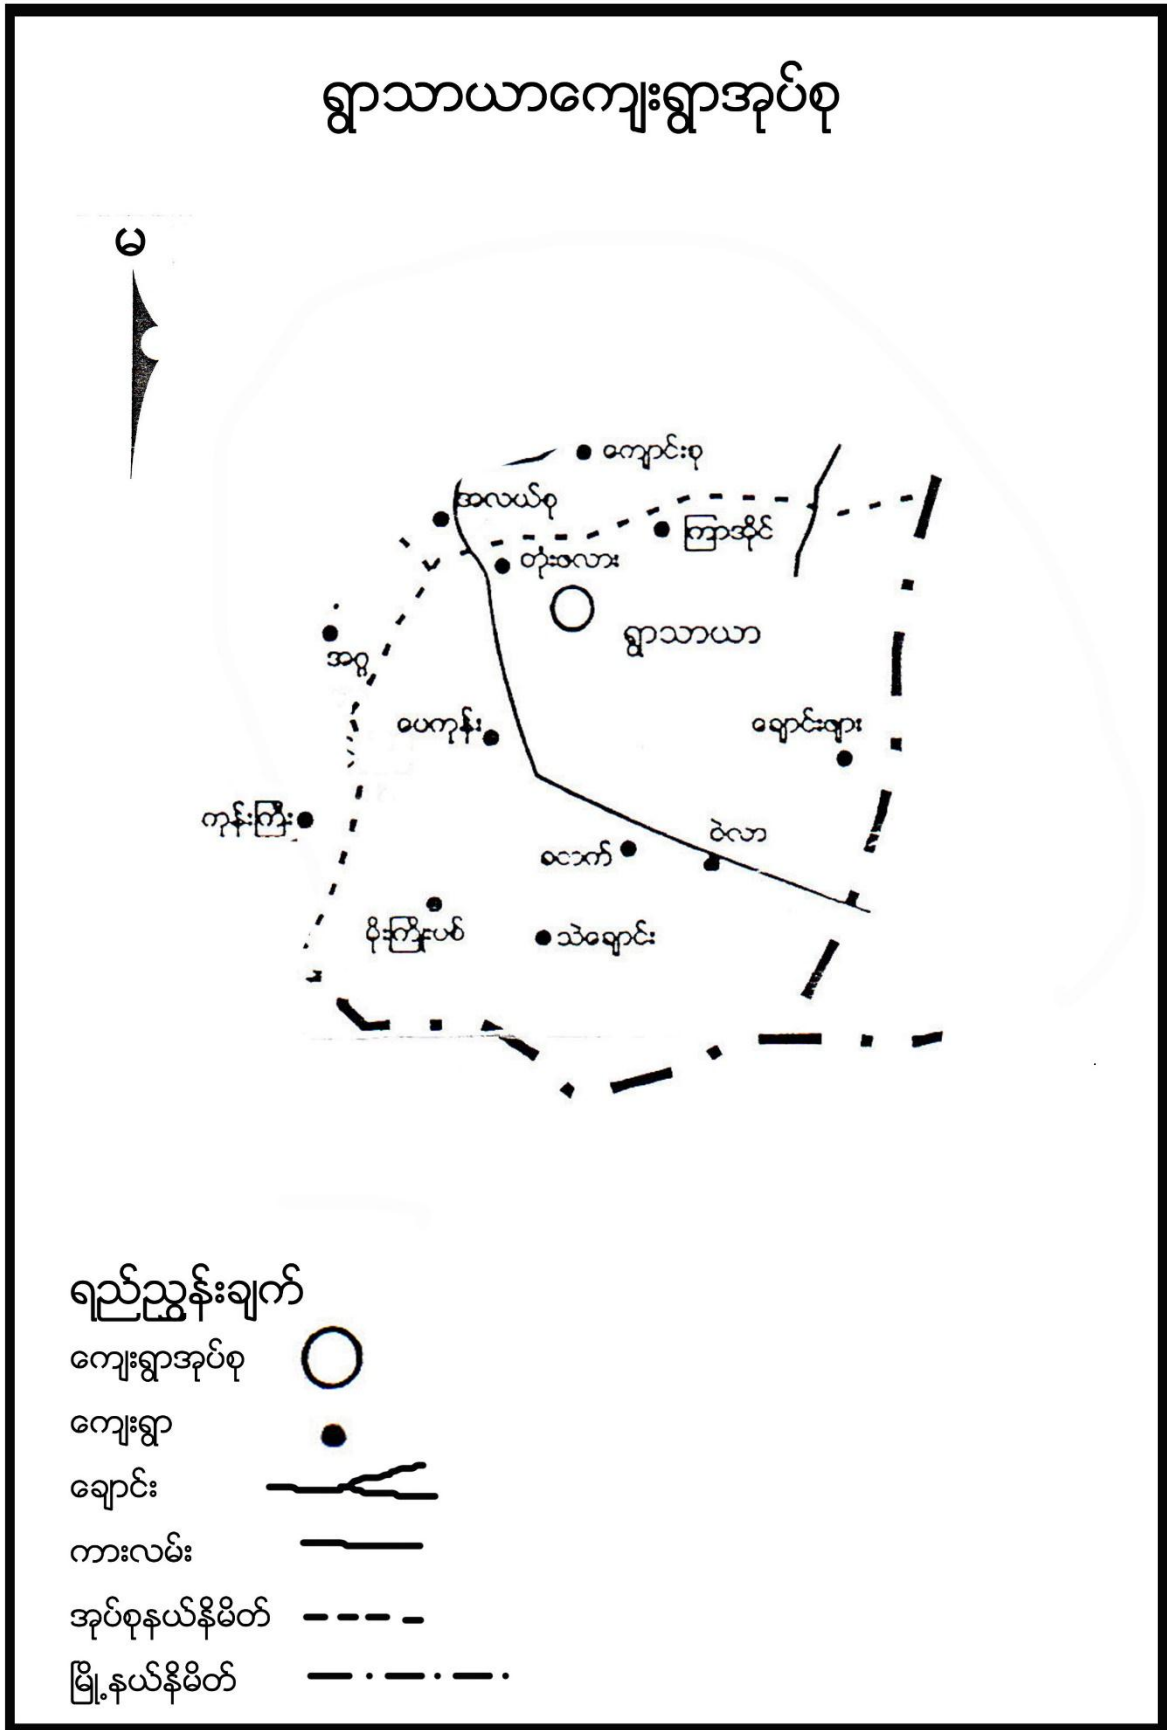 ရွာသာယာကျေးရွာအုပ်စု
မ
ကျောင်းစု
အလယ်စု
ကြာအိုင်
တုံးဇလား
ရွာသာယာ
အဂ္ဂ
ပေကုန်း
ချောင်းဖျား
ကုန်းကြီး
ဝဲလာ
ခငောက်
မိုးကြိုးပစ်
သဲချောင်း
ရည်ညွှန်းချက်
ကျေးရွာအုပ်စု
ကျေးရွာ
ချောင်း
ကားလမ်း
အုပ်စုနယ်နိမိတ်
မြို့နယ်နိမိတ်